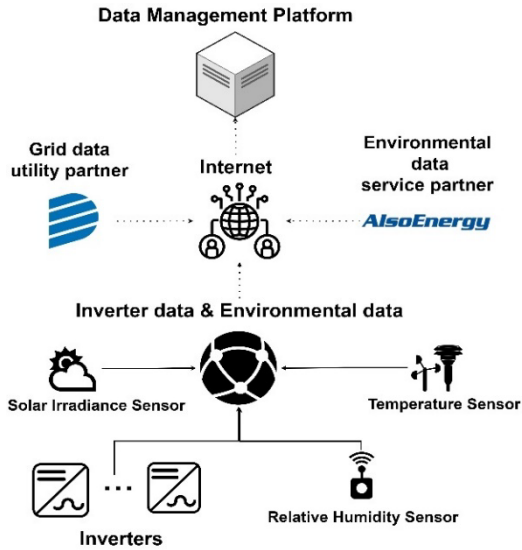 Data Management Platform
Grid data
utility partner
Internet
Environmental
data
service partner
AlsoEnergy
Inverter data & Environmental data
Solar Irradiance Sensor
Temperature Sensor
Inverters
Relative Humidity Sensor